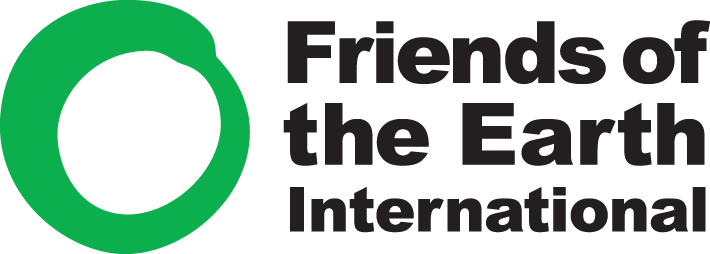 Friends of
the Earth
International